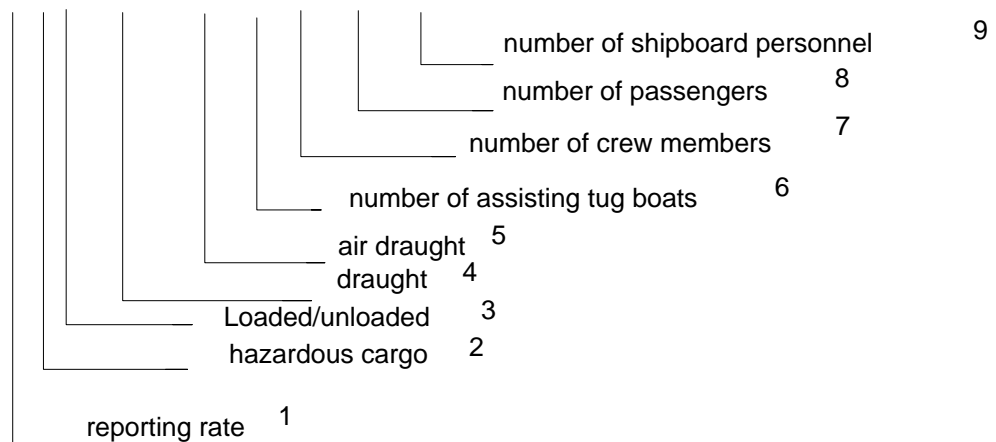 number of shipboard personnel 9
number of passengers 8
number of crew members 7
number of assisting tug boats 6
air draught 5
draught 4
Loaded/unloaded 3
hazardous cargo 2
reporting rate 1